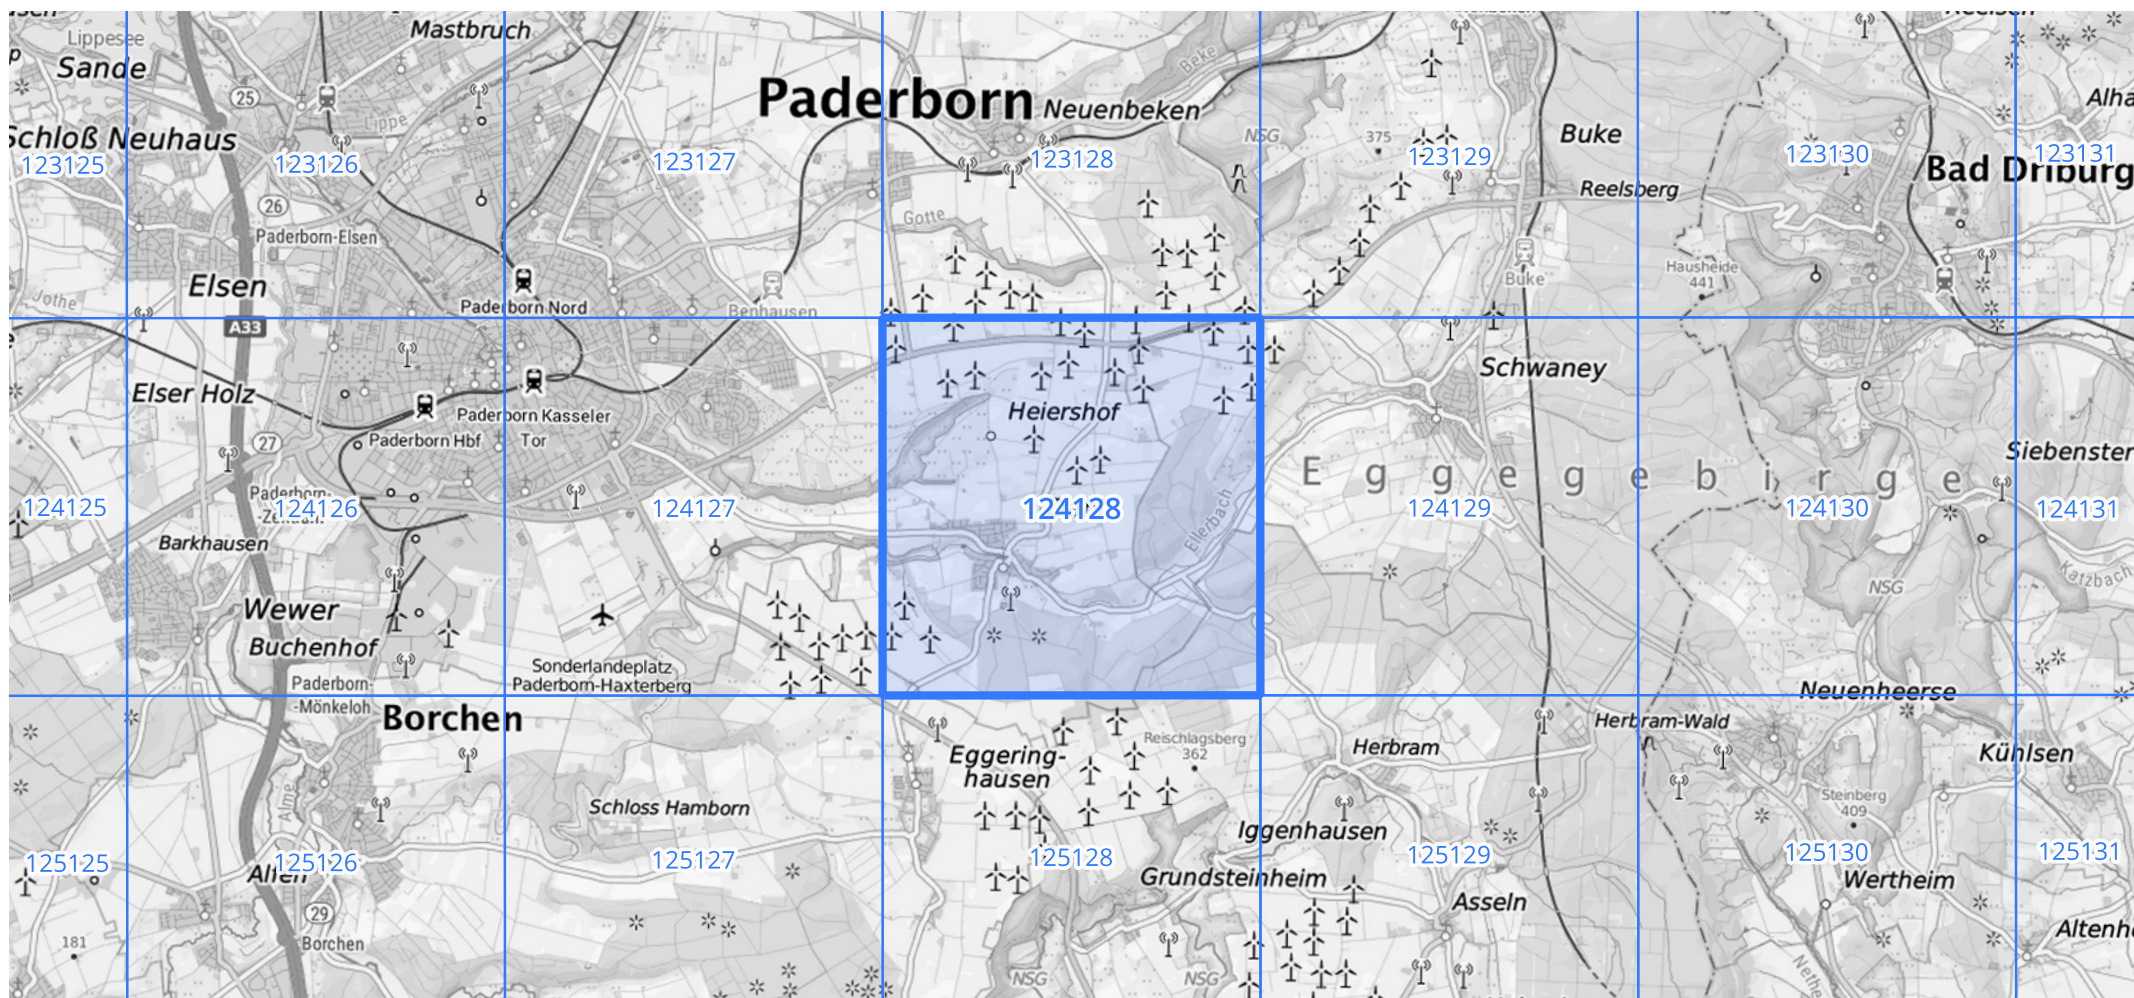 Mastbruch
Lippesee
Sande
25
Lippe
Schloß Neuhaus
Paderborn
Neuenbeken
Beke
NSG
375
Buke
Bad Driburg
123125
123126
123127
123128
123129
123130
123131
Reelsberg
26
Paderborn-Elsen
Gotte
Elsen
Jothe
Paderborn Nord
Benhausen
Buke
Hausheide
441
A33
Elser Holz
Schwaney
Heiershof
Paderborn Kasseler
Tor
Paderborn Hbf
27
Siebenster
Eggegebirge
Paderborn-
124125
124126
124127
124128
124129
124130
124131
Ellerbach
Barkhausen
Katzbach
NSG
Wewer
Buchenhof
Sonderlandeplatz
Paderborn-Haxterberg
Paderborn-
-Mönkeloh
Borchen
Neuenheerse
Herbram-Wald
Herbram
Reischlagsberg
362
Eggering-
hausen
Kühlsen
Steinberg
409
Schloss Hamborn
Alme
Iggenhausen
125125
125126
125127
125128
125129
125130
125131
Alfen
Grundsteinheim
Wertheim
Asseln
29
Borchen
181
Altenh
Nethe
NSG
NSG